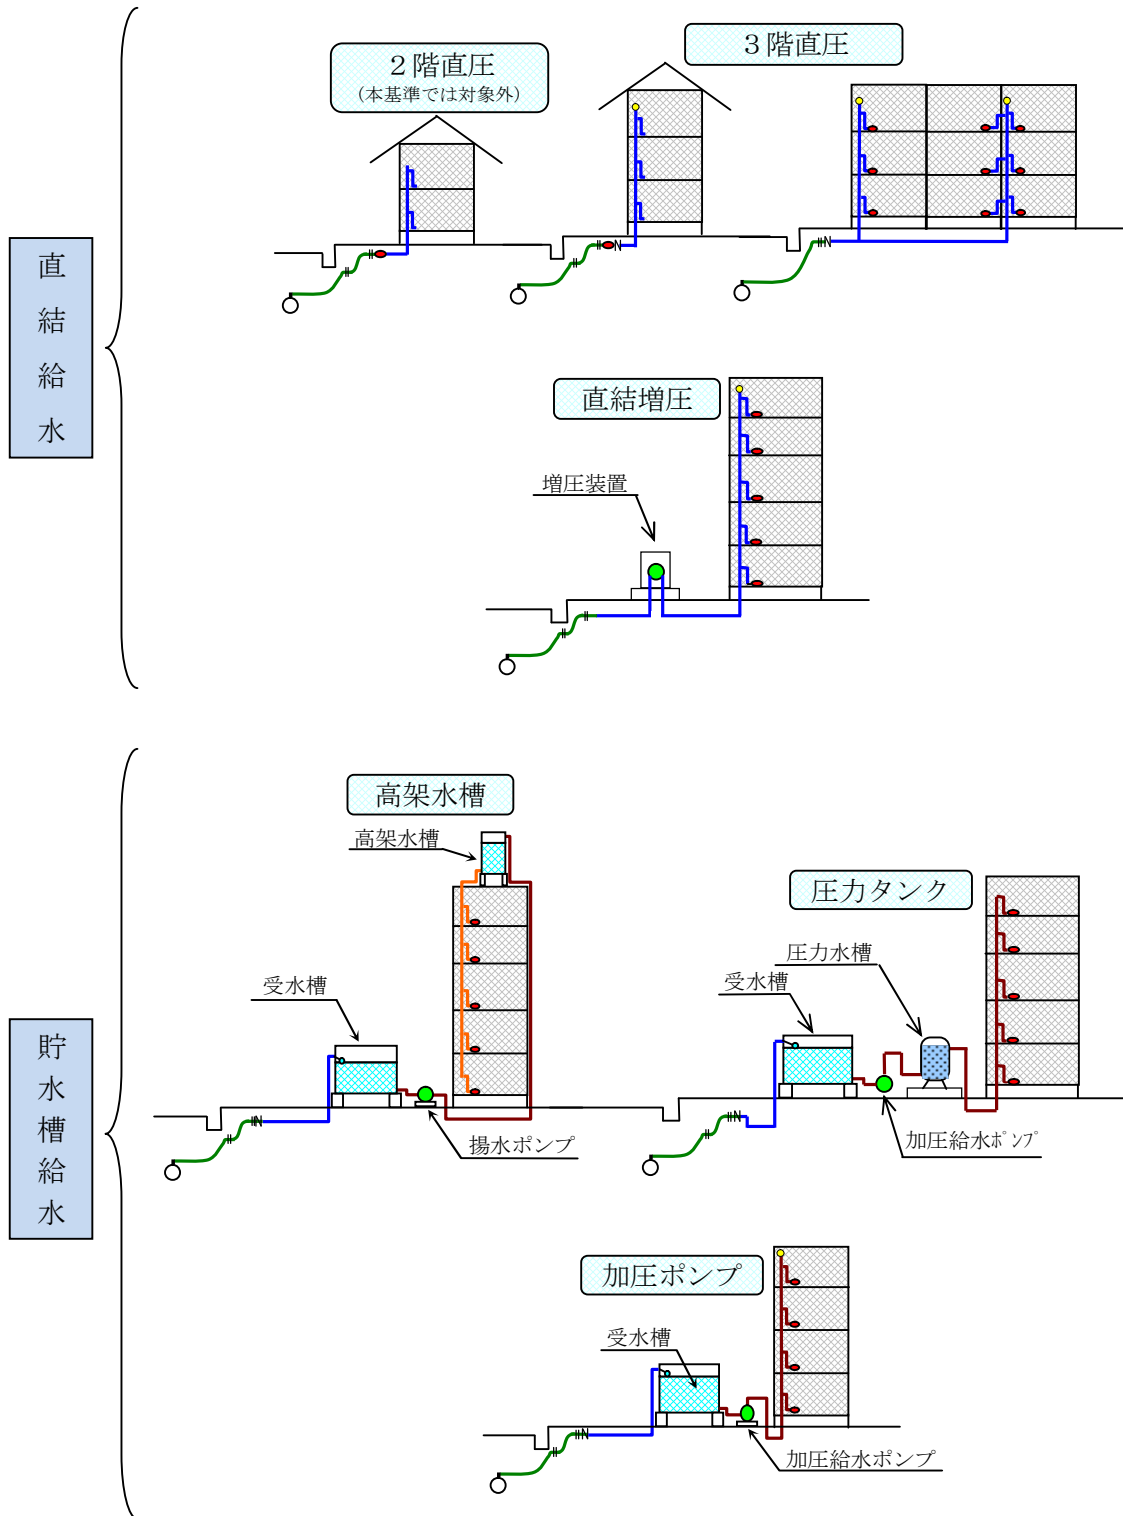 ２階直圧
（本基準では対象外）
３階直圧
直結給水
直結増圧
増圧装置
高架水槽
高架水槽
圧力タンク
圧力水槽
受水槽
受水槽
貯水槽給水
揚水ポンプ
加圧給水ﾎﾟﾝﾌﾟ
加圧ポンプ
受水槽
加圧給水ポンプ